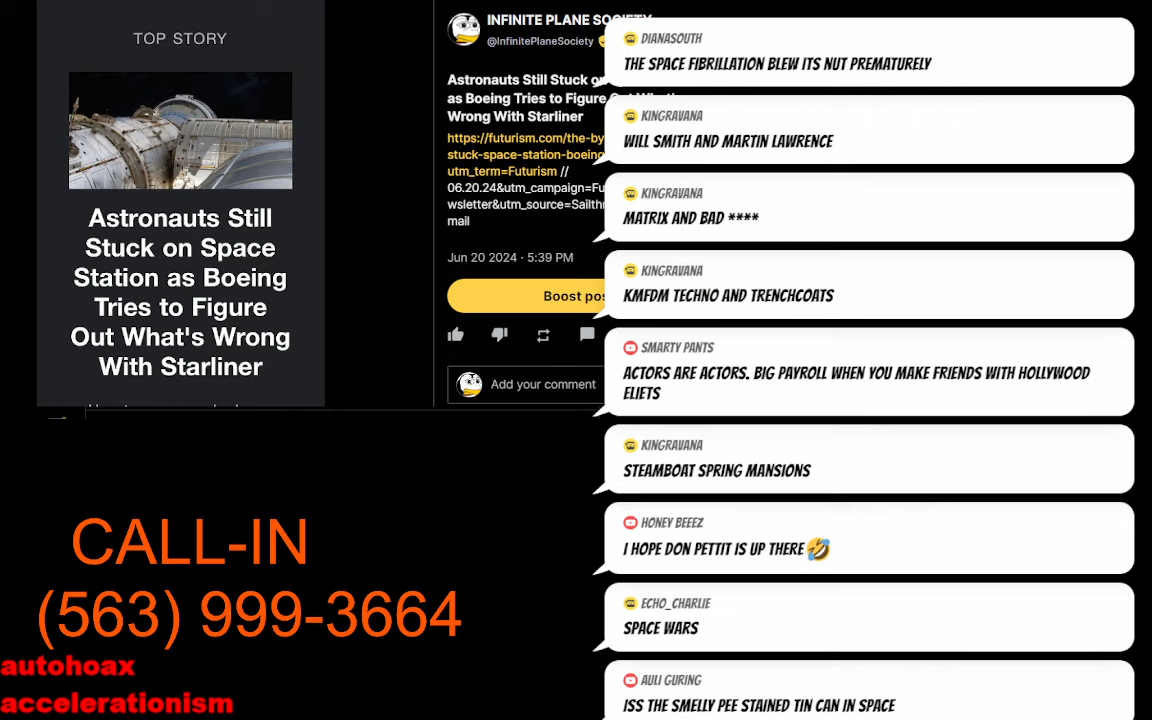 TOP STORY
Astronauts Still
Stuck on Space
Station as Boeing
Tries to Figure
Out What's Wrong
With Starliner
INFINITE PLANE SOCIETY
@InfinitePlaneSociety
Astronauts Still Stuck
as Boeing Tries to Figure
Wrong With Starliner
https://futurism.com/the-by
stuck-space-station-boeing
utm_term=Futurism //
06.20.24&utm_campaign=Fu
wsletter&utm_source=Sailthr
mail
Jun 20 2024 · 5:39 PM
Boost pos
Add your comment
DIANASOUTH
THE SPACE FIBRILLATION BLEW ITS NUT PREMATURELY
KINGRAVANA
WILL SMITH AND MARTIN LAWRENCE
KINGRAVANA
MATRIX AND BAD ****
KINGRAVANA
KMFDM TECHNO AND TRENCHCOATS
SMARTY PANTS
ACTORS ARE ACTORS. BIG PAYROLL WHEN YOU MAKE FRIENDS WITH HOLLYWOOD
ELIETS
KINGRAVANA
STEAMBOAT SPRING MANSIONS
HONEY BEEEZ
I HOPE DON PETTIT IS UP THERE 🤣
ECHO_CHARLIE
SPACE WARS
AULI GURING
ISS THE SMELLY PEE STAINED TIN CAN IN SPACE
CALL-IN
(563) 999-3664
autohoax
accelerationism